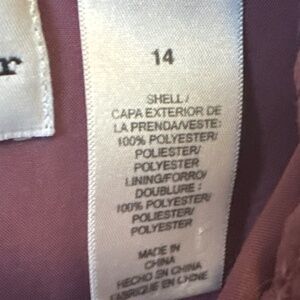 r
14
SHELL/
CAPA EXTERIOR DE
LA PRENDA/VESTE:
100% POLYESTER/
POLIESTER/
POLYESTER
LINING/FORRO/
DOUBLURE :
100% POLYESTER/
POLIESTER/
POLYESTER
MADE IN
CHINA
HECHO EN CHINA
FABRIQUE EN CHINE